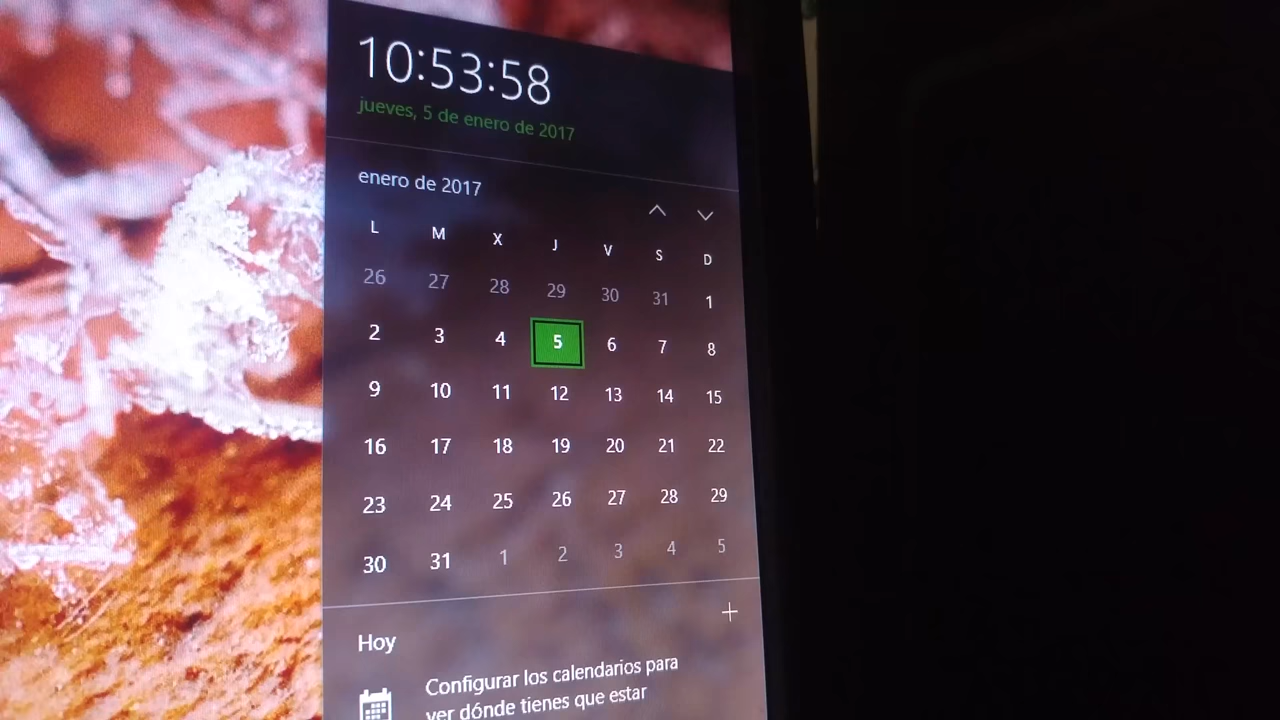 10:53:58
jueves, 5 de enero de 2017
enero de 2017
L M X J V S D
26 27 28 29 30 31 1
2 3 4 5 6 7 8
9 10 11 12 13 14 15
16 17 18 19 20 21 22
23 24 25 26 27 28 29
30 31 1 2 3 4 5
Hoy
Configurar los calendarios para
ver dónde tienes que estar